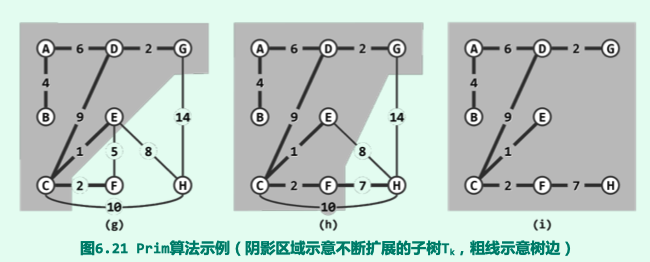 A 6 D 2 G A 6 D 2 G A 6 D 2 G
4 4 4
B 9 E 14 B 9 E 14 B 9 E
1 5 8 1 8 1
C 2 F H C 2 F 7 H C 2 F 7 H
10 10
(g) (h) (i)
图6.21 Prim算法示例（阴影区域示意不断扩展的子树Tk，粗线示意树边）